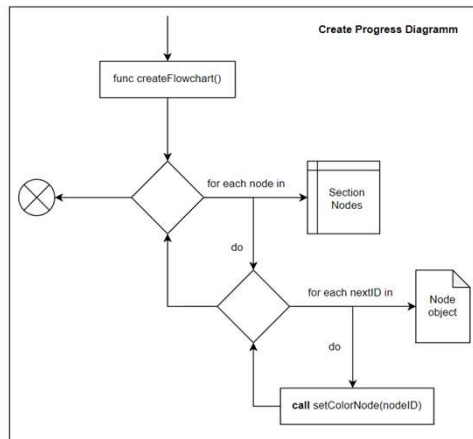 Create Progress Diagramm
func createFlowchart()
for each node in
Section
Nodes
do
for each nextID in
Node
object
do
call setColorNode(nodeID)